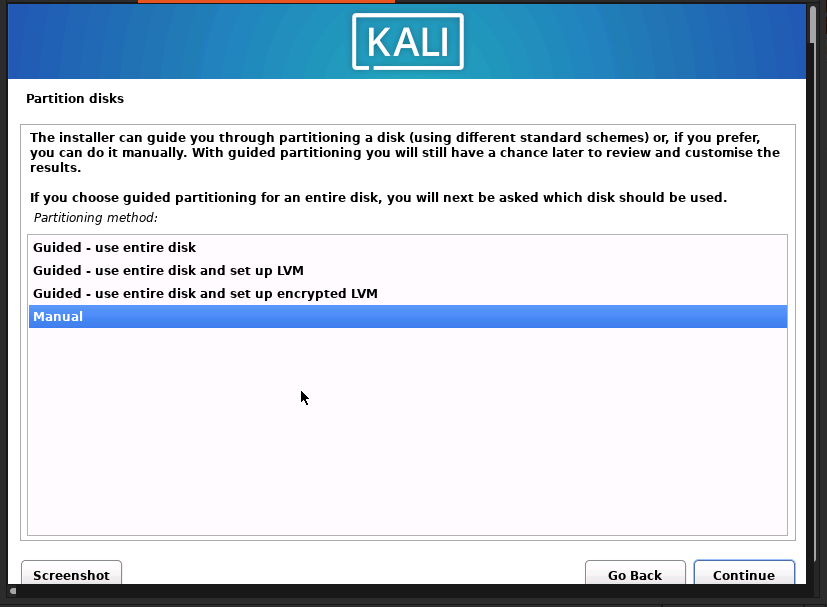 KALI
Partition disks
The installer can guide you through partitioning a disk (using different standard schemes) or, if you prefer,
you can do it manually. With guided partitioning you will still have a chance later to review and customise the
results.
If you choose guided partitioning for an entire disk, you will next be asked which disk should be used.
Partitioning method:
Guided - use entire disk
Guided - use entire disk and set up LVM
Guided - use entire disk and set up encrypted LVM
Manual
Screenshot
Go Back
Continue